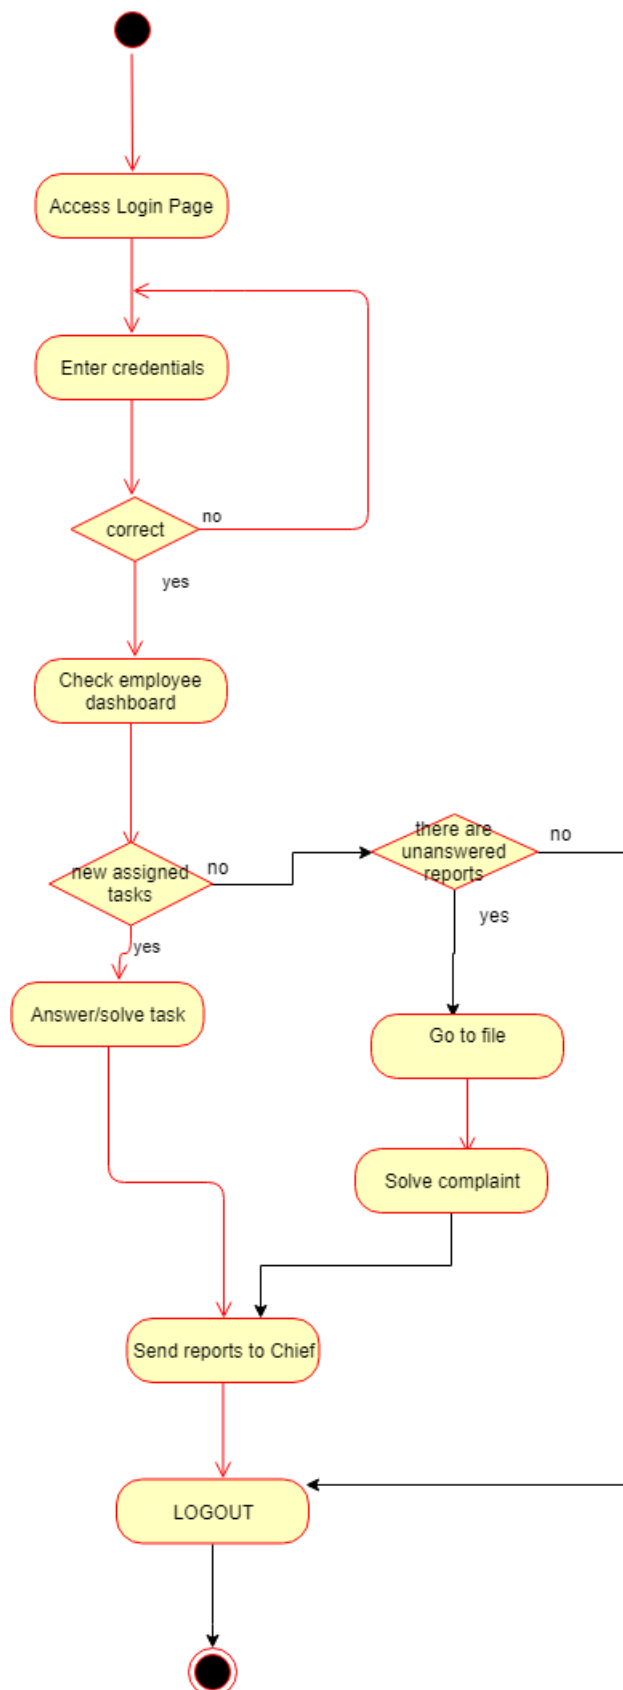 Access Login Page
Enter credentials
correct
no
yes
Check employee
dashboard
new assigned
tasks
no
there are
unanswered
reports
no
yes
yes
Answer/solve task
Go to file
Solve complaint
Send reports to Chief
LOGOUT